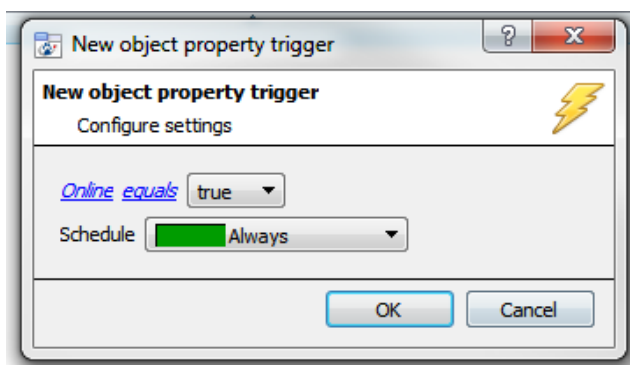 New object property trigger
New object property trigger
Configure settings
Online equals true
Schedule Always
OK Cancel